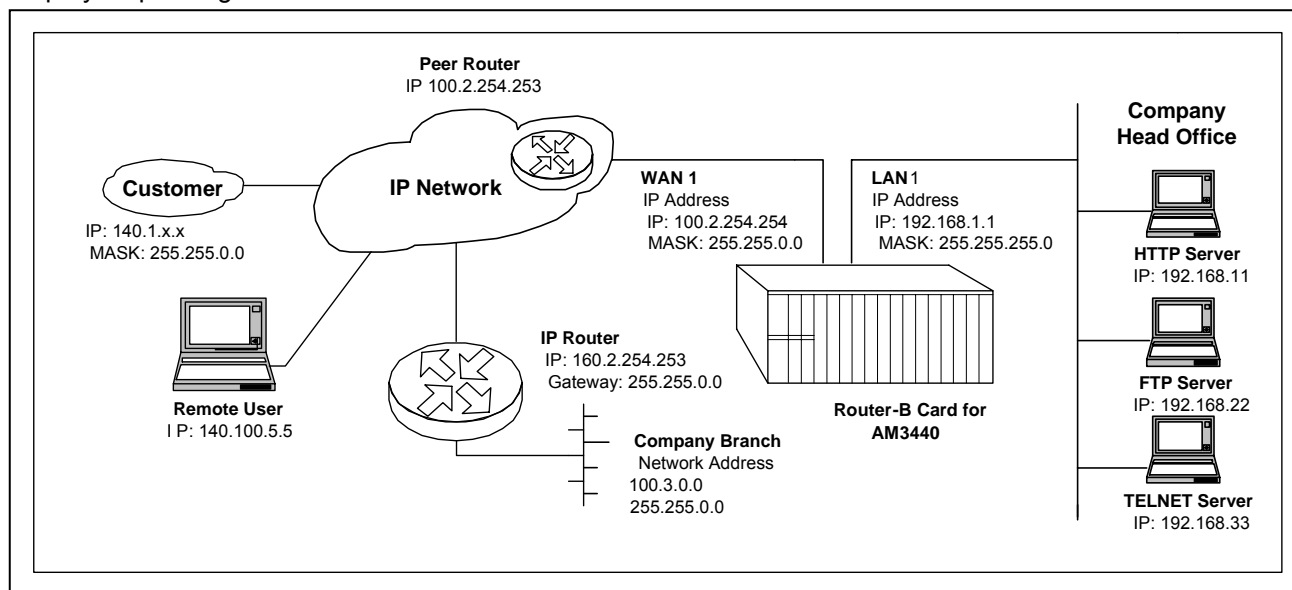 Peer Router
IP 100.2.254.253
Customer
IP: 140.1.x.x
MASK: 255.255.0.0
IP Network
WAN 1
IP Address
IP: 100.2.254.254
MASK: 255.255.0.0
LAN 1
IP Address
IP: 192.168.1.1
MASK: 255.255.255.0
Company
Head Office
HTTP Server
IP: 192.168.11
FTP Server
IP: 192.168.22
TELNET Server
IP: 192.168.33
Remote User
I P: 140.100.5.5
IP Router
IP: 160.2.254.253
Gateway: 255.255.0.0
Company Branch
Network Address
100.3.0.0
255.255.0.0
Router-B Card for
AM3440